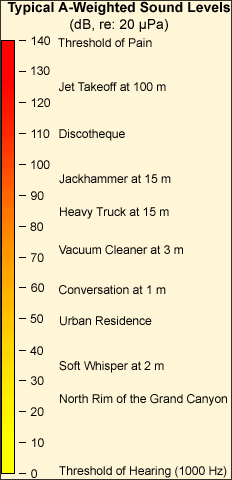 Typical A-Weighted Sound Levels
(dB, re: 20 µPa)
140 Threshold of Pain
130
Jet Takeoff at 100 m
120
110 Discotheque
100
Jackhammer at 15 m
90
Heavy Truck at 15 m
80
Vacuum Cleaner at 3 m
70
60 Conversation at 1 m
50 Urban Residence
40
Soft Whisper at 2 m
30
North Rim of the Grand Canyon
20
10
0 Threshold of Hearing (1000 Hz)